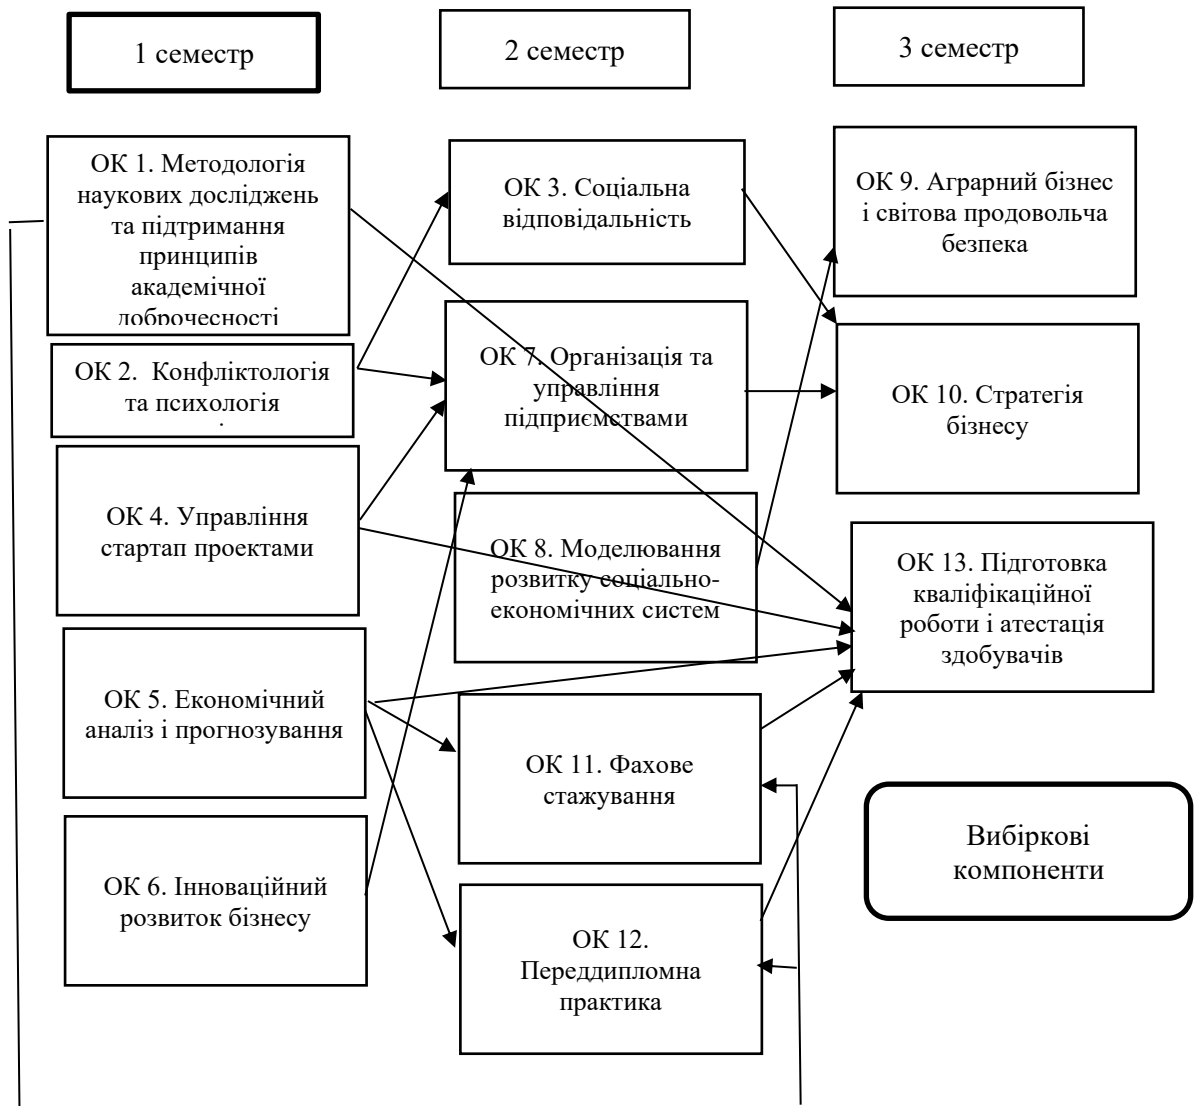 1 семестр
2 семестр
3 семестр
ОК 1. Методологія
наукових досліджень
та підтримання
принципів
академічної
доброчесності
ОК 2. Конфліктологія
та психологія
ОК 4. Управління
стартап проектами
ОК 5. Економічний
аналіз і прогнозування
ОК 6. Інноваційний
розвиток бізнесу
ОК 3. Соціальна
відповідальність
ОК 7. Організація та
управління
підприємствами
ОК 8. Моделювання
розвитку соціально-
економічних систем
ОК 11. Фахове
стажування
ОК 12.
Переддипломна
практика
ОК 9. Аграрний бізнес
і світова продовольча
безпека
ОК 10. Стратегія
бізнесу
ОК 13. Підготовка
кваліфікаційної
роботи і атестація
здобувачів
Вибіркові
компоненти